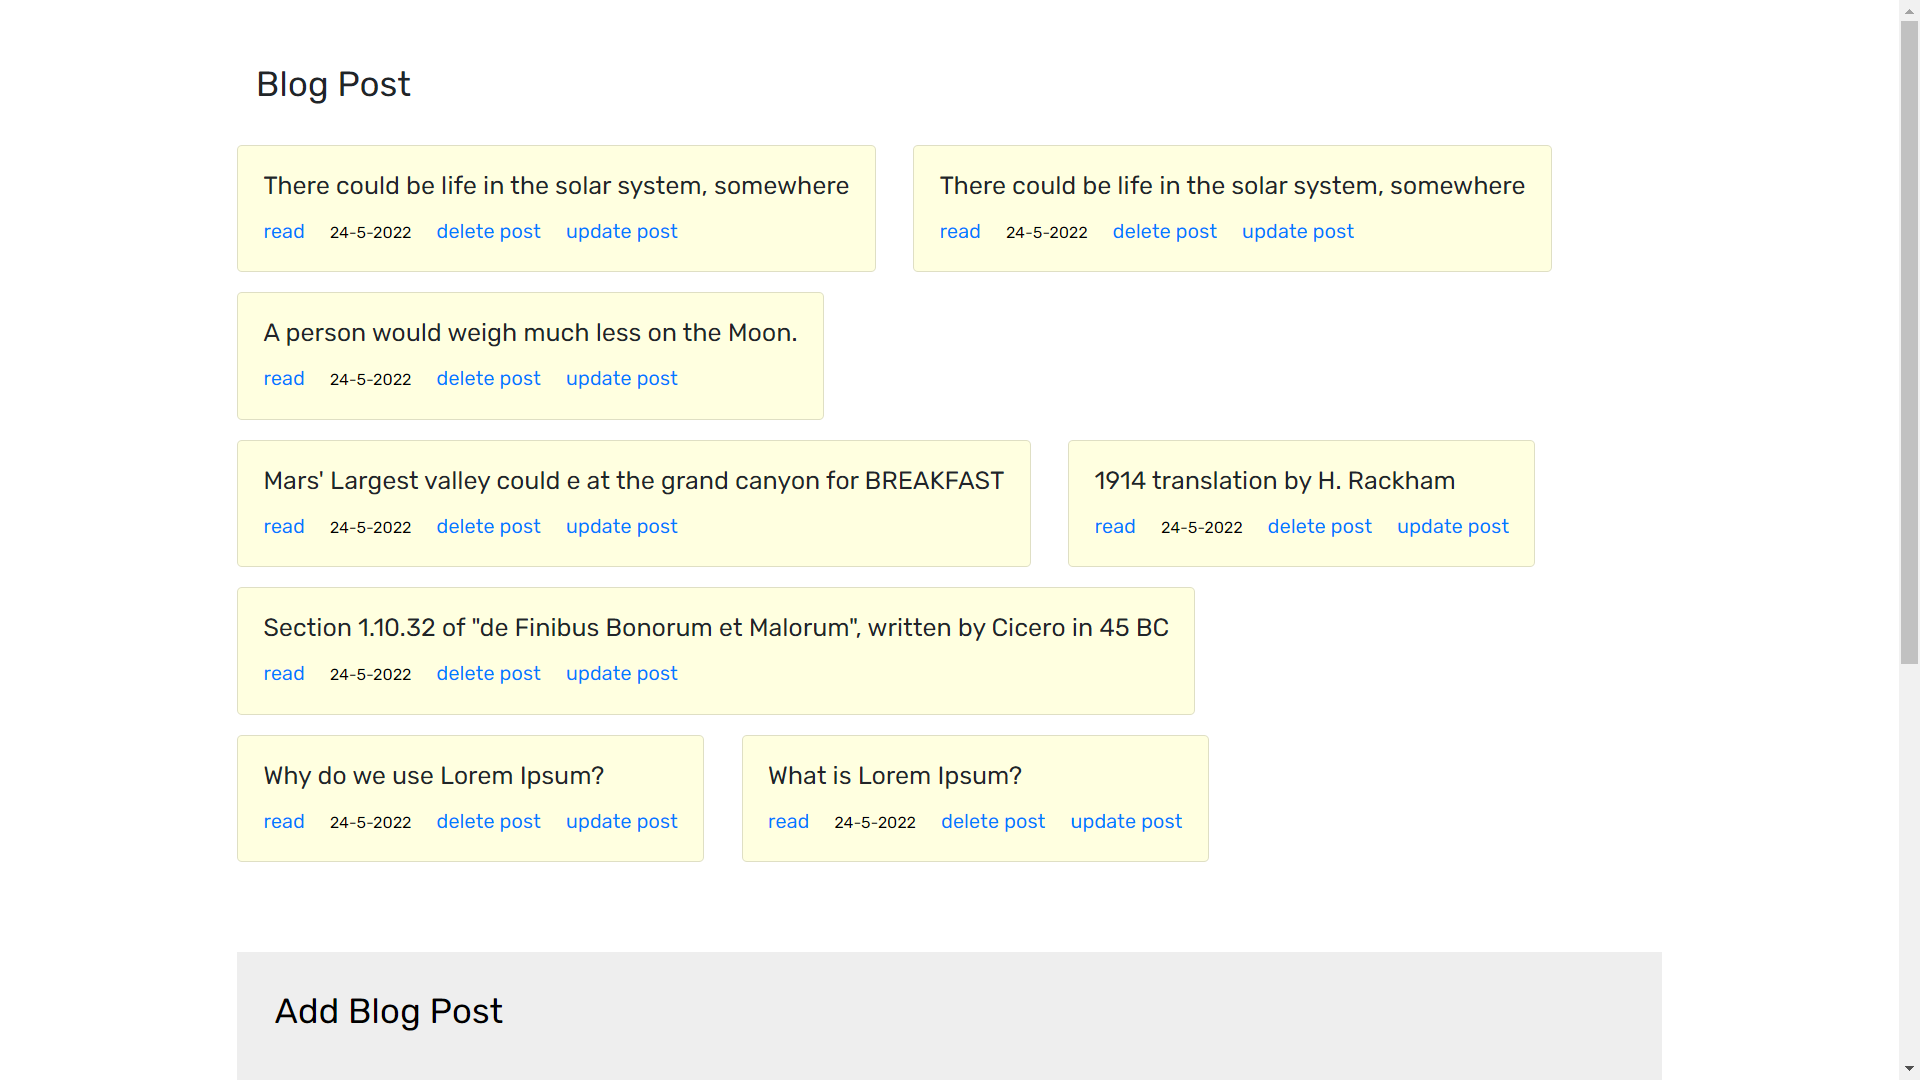 Blog Post
There could be life in the solar system, somewhere
read 24-5-2022 delete post update post
There could be life in the solar system, somewhere
read 24-5-2022 delete post update post
A person would weigh much less on the Moon.
read 24-5-2022 delete post update post
Mars' Largest valley could e at the grand canyon for BREAKFAST
read 24-5-2022 delete post update post
1914 translation by H. Rackham
read 24-5-2022 delete post update post
Section 1.10.32 of "de Finibus Bonorum et Malorum", written by Cicero in 45 BC
read 24-5-2022 delete post update post
Why do we use Lorem Ipsum?
read 24-5-2022 delete post update post
What is Lorem Ipsum?
read 24-5-2022 delete post update post
Add Blog Post